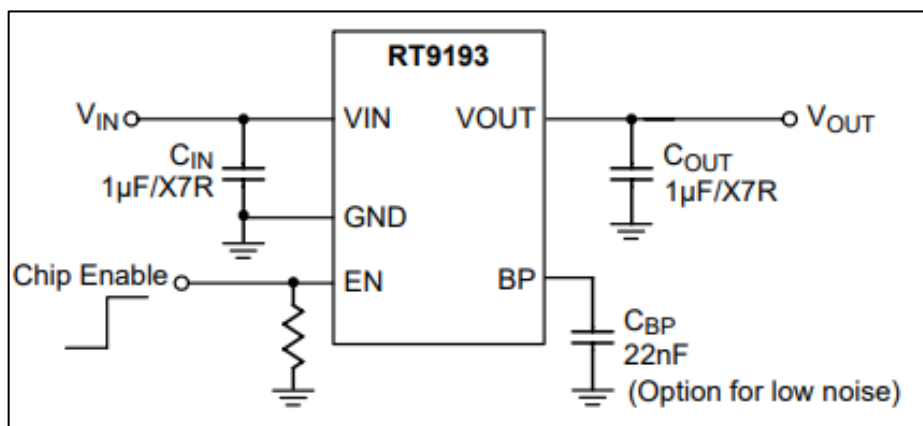 RT9193
VIN
VIN
VOUT
VOUT
CIN
1µF/X7R
COUT
1µF/X7R
GND
Chip Enable
EN
BP
CBP
22nF
(Option for low noise)